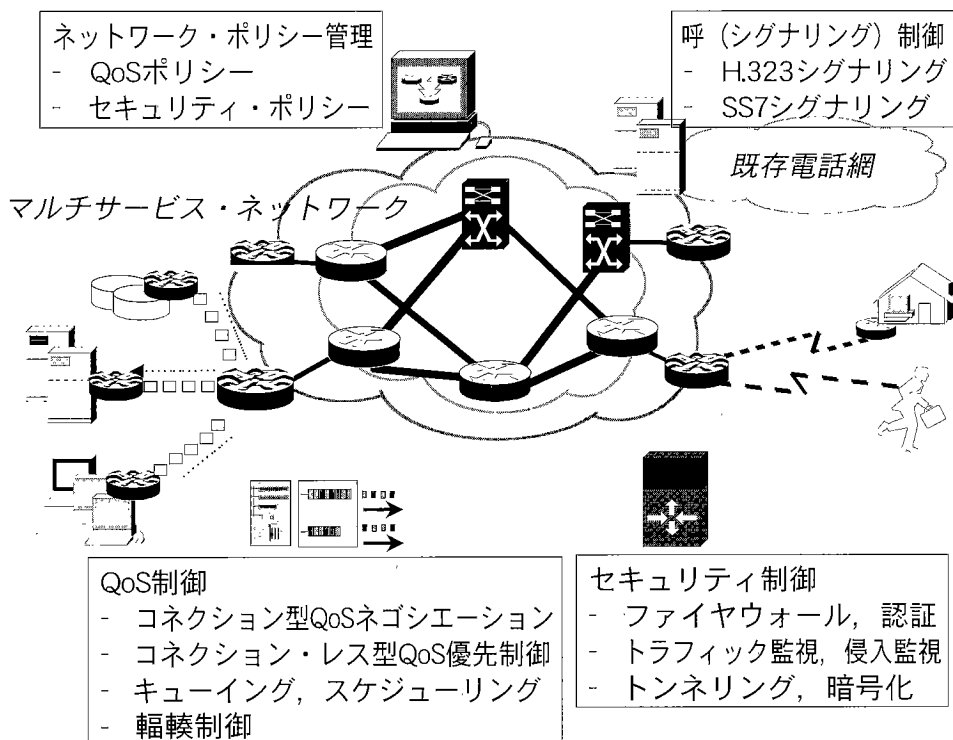 ネットワーク・ポリシー管理
- QoSポリシー
- セキュリティ・ポリシー
呼（シグナリング）制御
- H.323シグナリング
- SS7シグナリング
既存電話網
マルチサービス・ネットワーク
QoS制御
- コネクション型QoSネゴシエーション
- コネクション・レス型QoS優先制御
- キューイング，スケジューリング
- 輻輳制御
セキュリティ制御
- ファイヤウォール，認証
- トラフィック監視，侵入監視
- トンネリング，暗号化